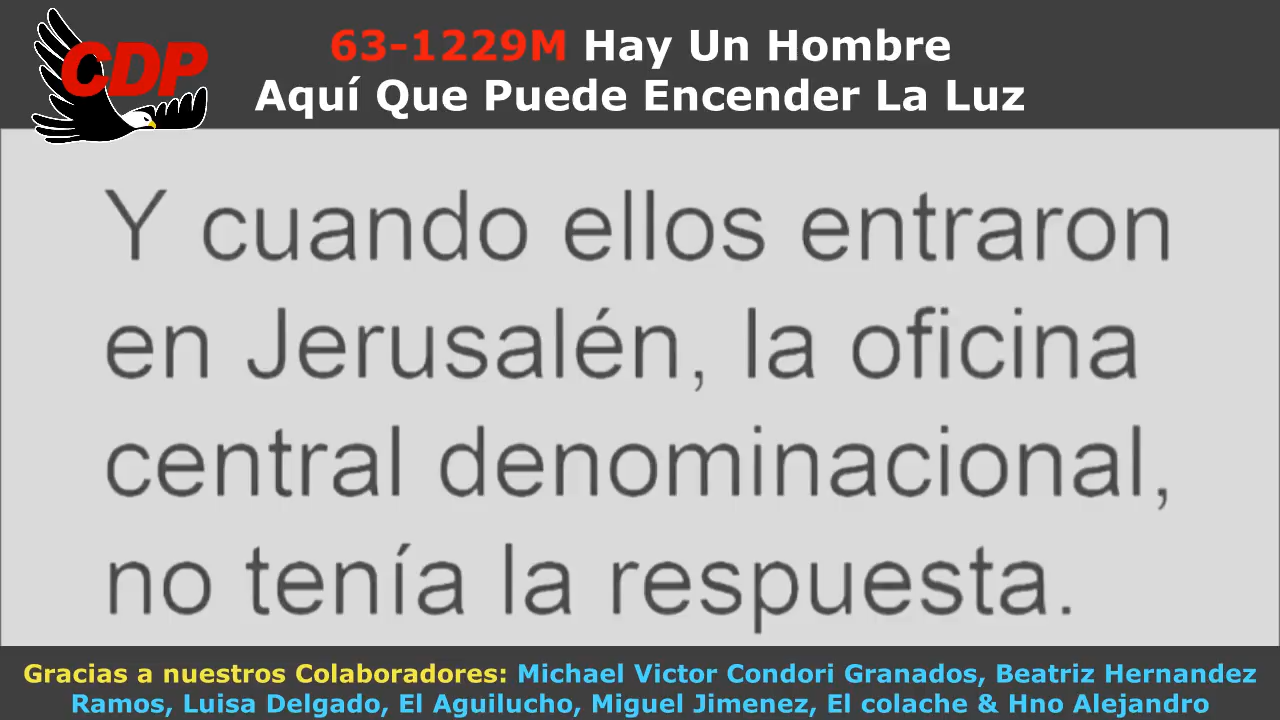 CDP
63-1229M Hay Un Hombre
Aquí Que Puede Encender La Luz
Y cuando ellos entraron
en Jerusalén, la oficina
central denominacional,
no tenía la respuesta.
Gracias a nuestros Colaboradores: Michael Victor Condori Granados, Beatriz Hernandez
Ramos, Luisa Delgado, El Aguilucho, Miguel Jimenez, El colache & Hno Alejandro